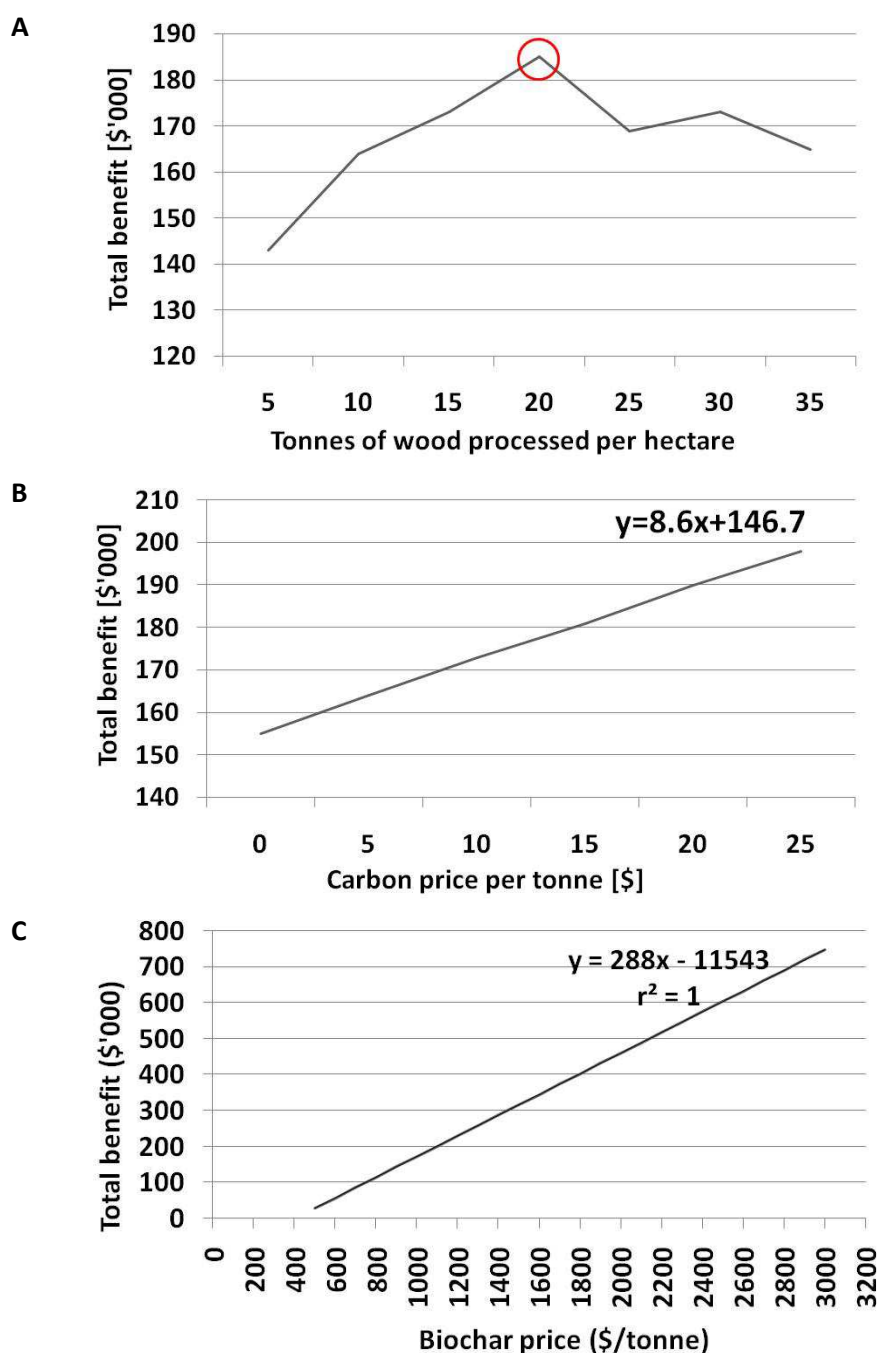 A
190
180
170
160
150
140
130
120
Total benefit [$'000]
5 10 15 20 25 30 35
Tonnes of wood processed per hectare
B
210
200
190
180
170
160
150
140
Total benefit [$'000]
y=8.6x+146.7
0 5 10 15 20 25
Carbon price per tonne [$]
C
800
700
600
500
400
300
200
100
0
Total benefit ($'000)
y = 288x - 11543
r² = 1
0 200 400 600 800 1000 1200 1400 1600 1800 2000 2200 2400 2600 2800 3000 3200
Biochar price ($/tonne)